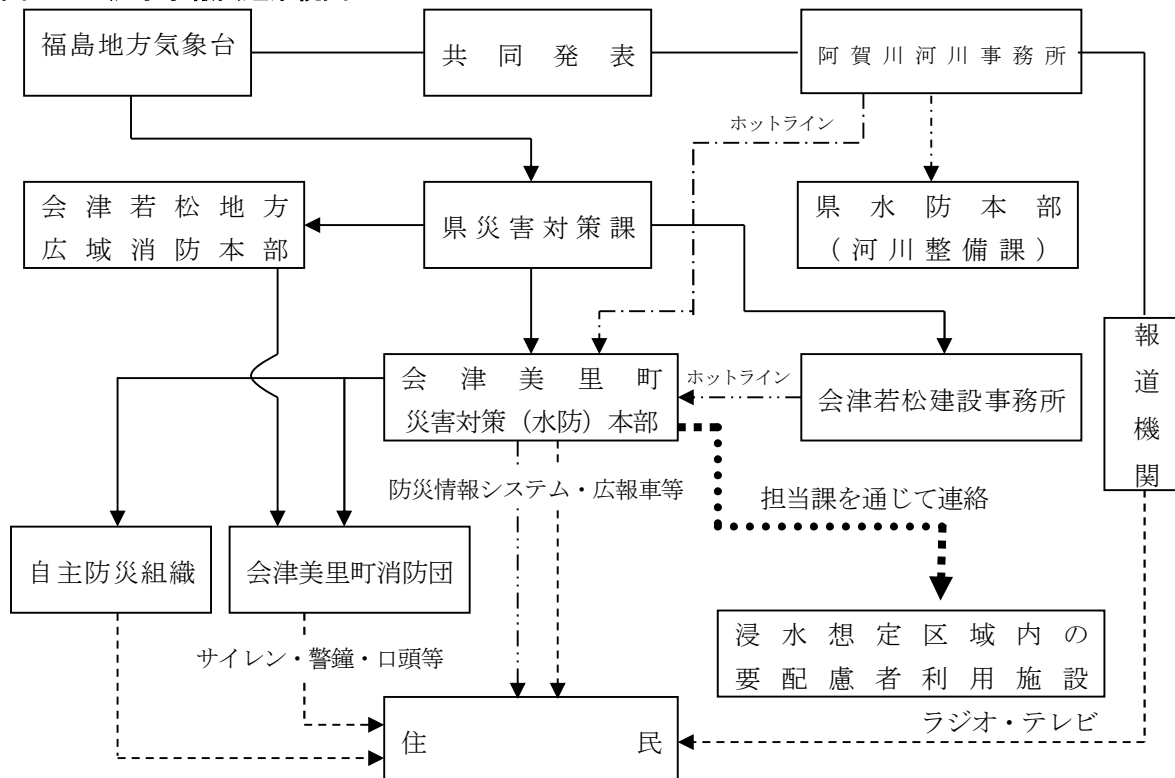 福島地方気象台
共同発表
阿賀川河川事務所
ホットライン
会津若松地方
広域消防本部
県災害対策課
県水防本部
（河川整備課）
報道機関
会津美里町
災害対策（水防）本部
ホットライン
会津若松建設事務所
防災情報システム・広報車等
担当課を通じて連絡
自主防災組織
会津美里町消防団
サイレン・警鐘・口頭等
浸水想定区域内の
要配慮者利用施設
ラジオ・テレビ
住民